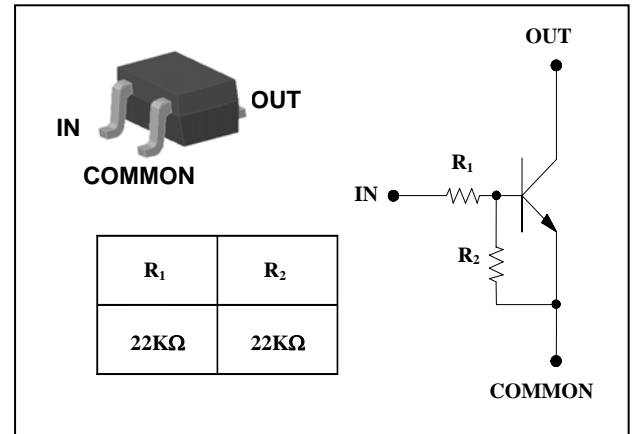 OUT
IN
COMMON
OUT
R₁
IN
R₂
COMMON
R₁ R₂
22KΩ 22KΩ